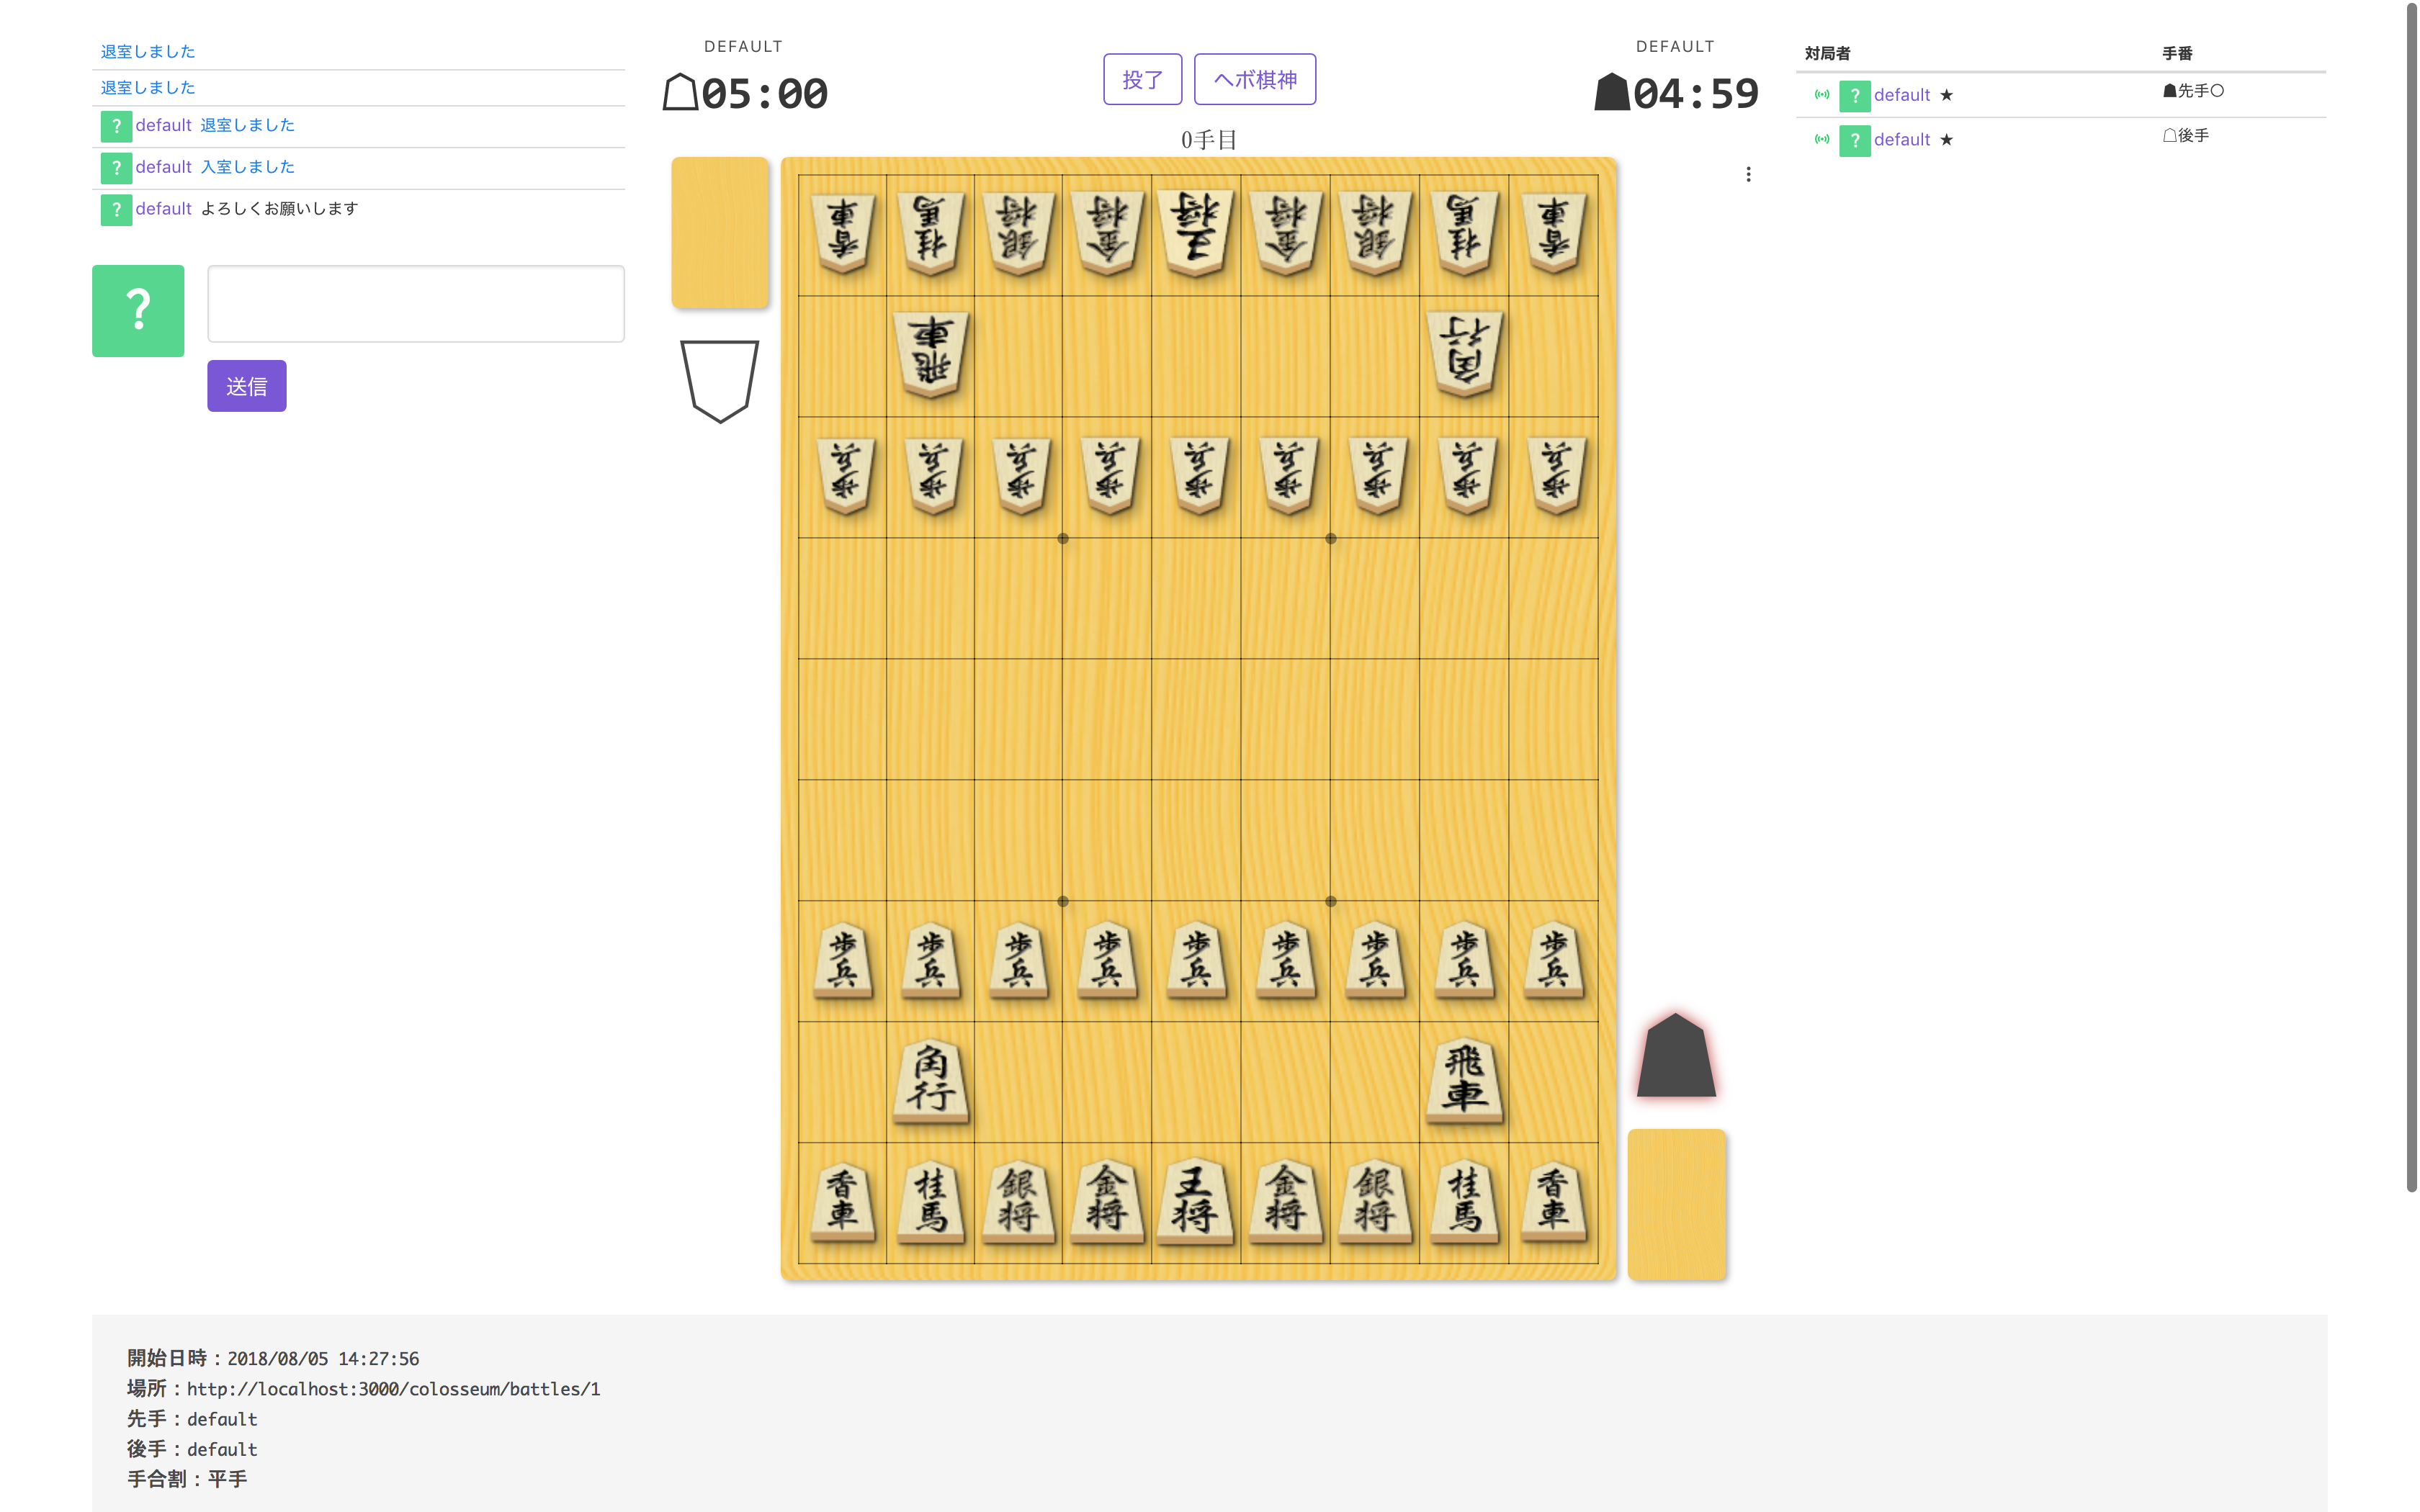 退室しました
退室しました
? default 退室しました
? default 入室しました
? default よろしくお願いします
?
送信
DEFAULT
☖05:00
投了 ヘボ棋神
0手目
DEFAULT
☗04:59
対局者 手番
? default ★ ☗先手○
? default ★ ☖後手
香車 桂馬 銀将 金将 王将 金将 銀将 桂馬 香車
飛車 角行
歩兵 歩兵 歩兵 歩兵 歩兵 歩兵 歩兵 歩兵 歩兵
歩兵 歩兵 歩兵 歩兵 歩兵 歩兵 歩兵 歩兵 歩兵
角行 飛車
香車 桂馬 銀将 金将 王将 金将 銀将 桂馬 香車
開始日時：2018/08/05 14:27:56
場所：http://localhost:3000/colosseum/battles/1
先手：default
後手：default
手合割：平手